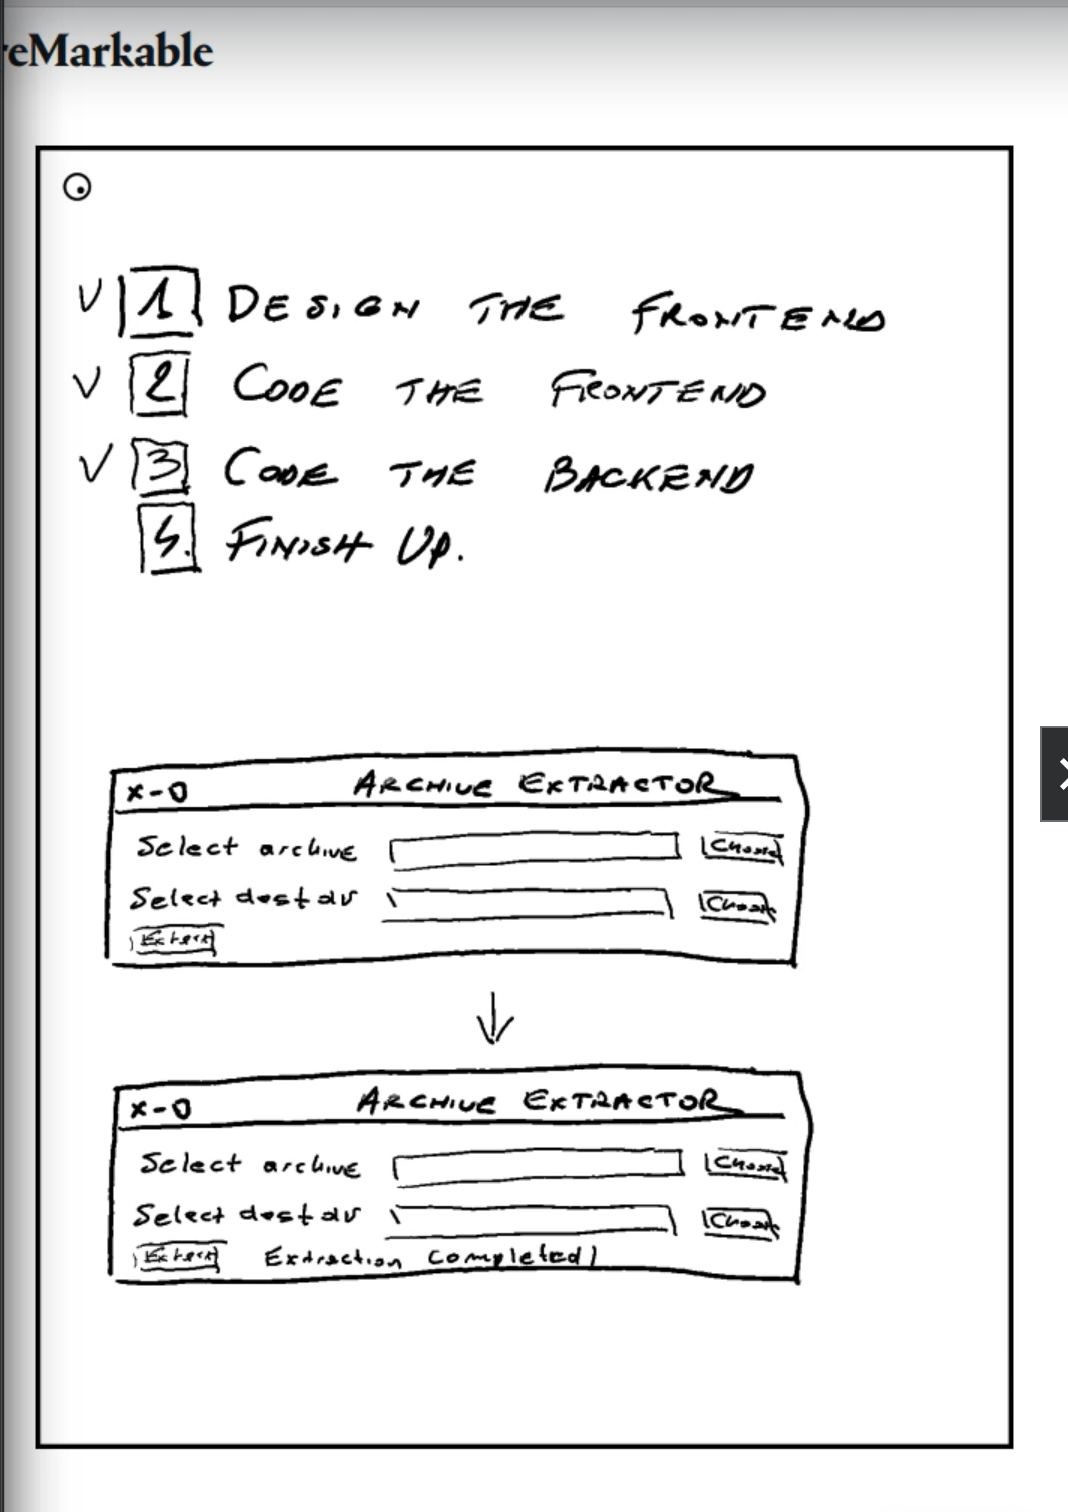 reMarkable
V 1 DESIGN THE FRONTEND
V 2 CODE THE FRONTEND
V 3 CODE THE BACKEND
4. FINISH UP.
x-O ARCHIVE EXTRACTOR
Select archive Choose
Select dest dir Choose
Extract
x-O ARCHIVE EXTRACTOR
Select archive Choose
Select dest dir Choose
Extract Extraction completed!